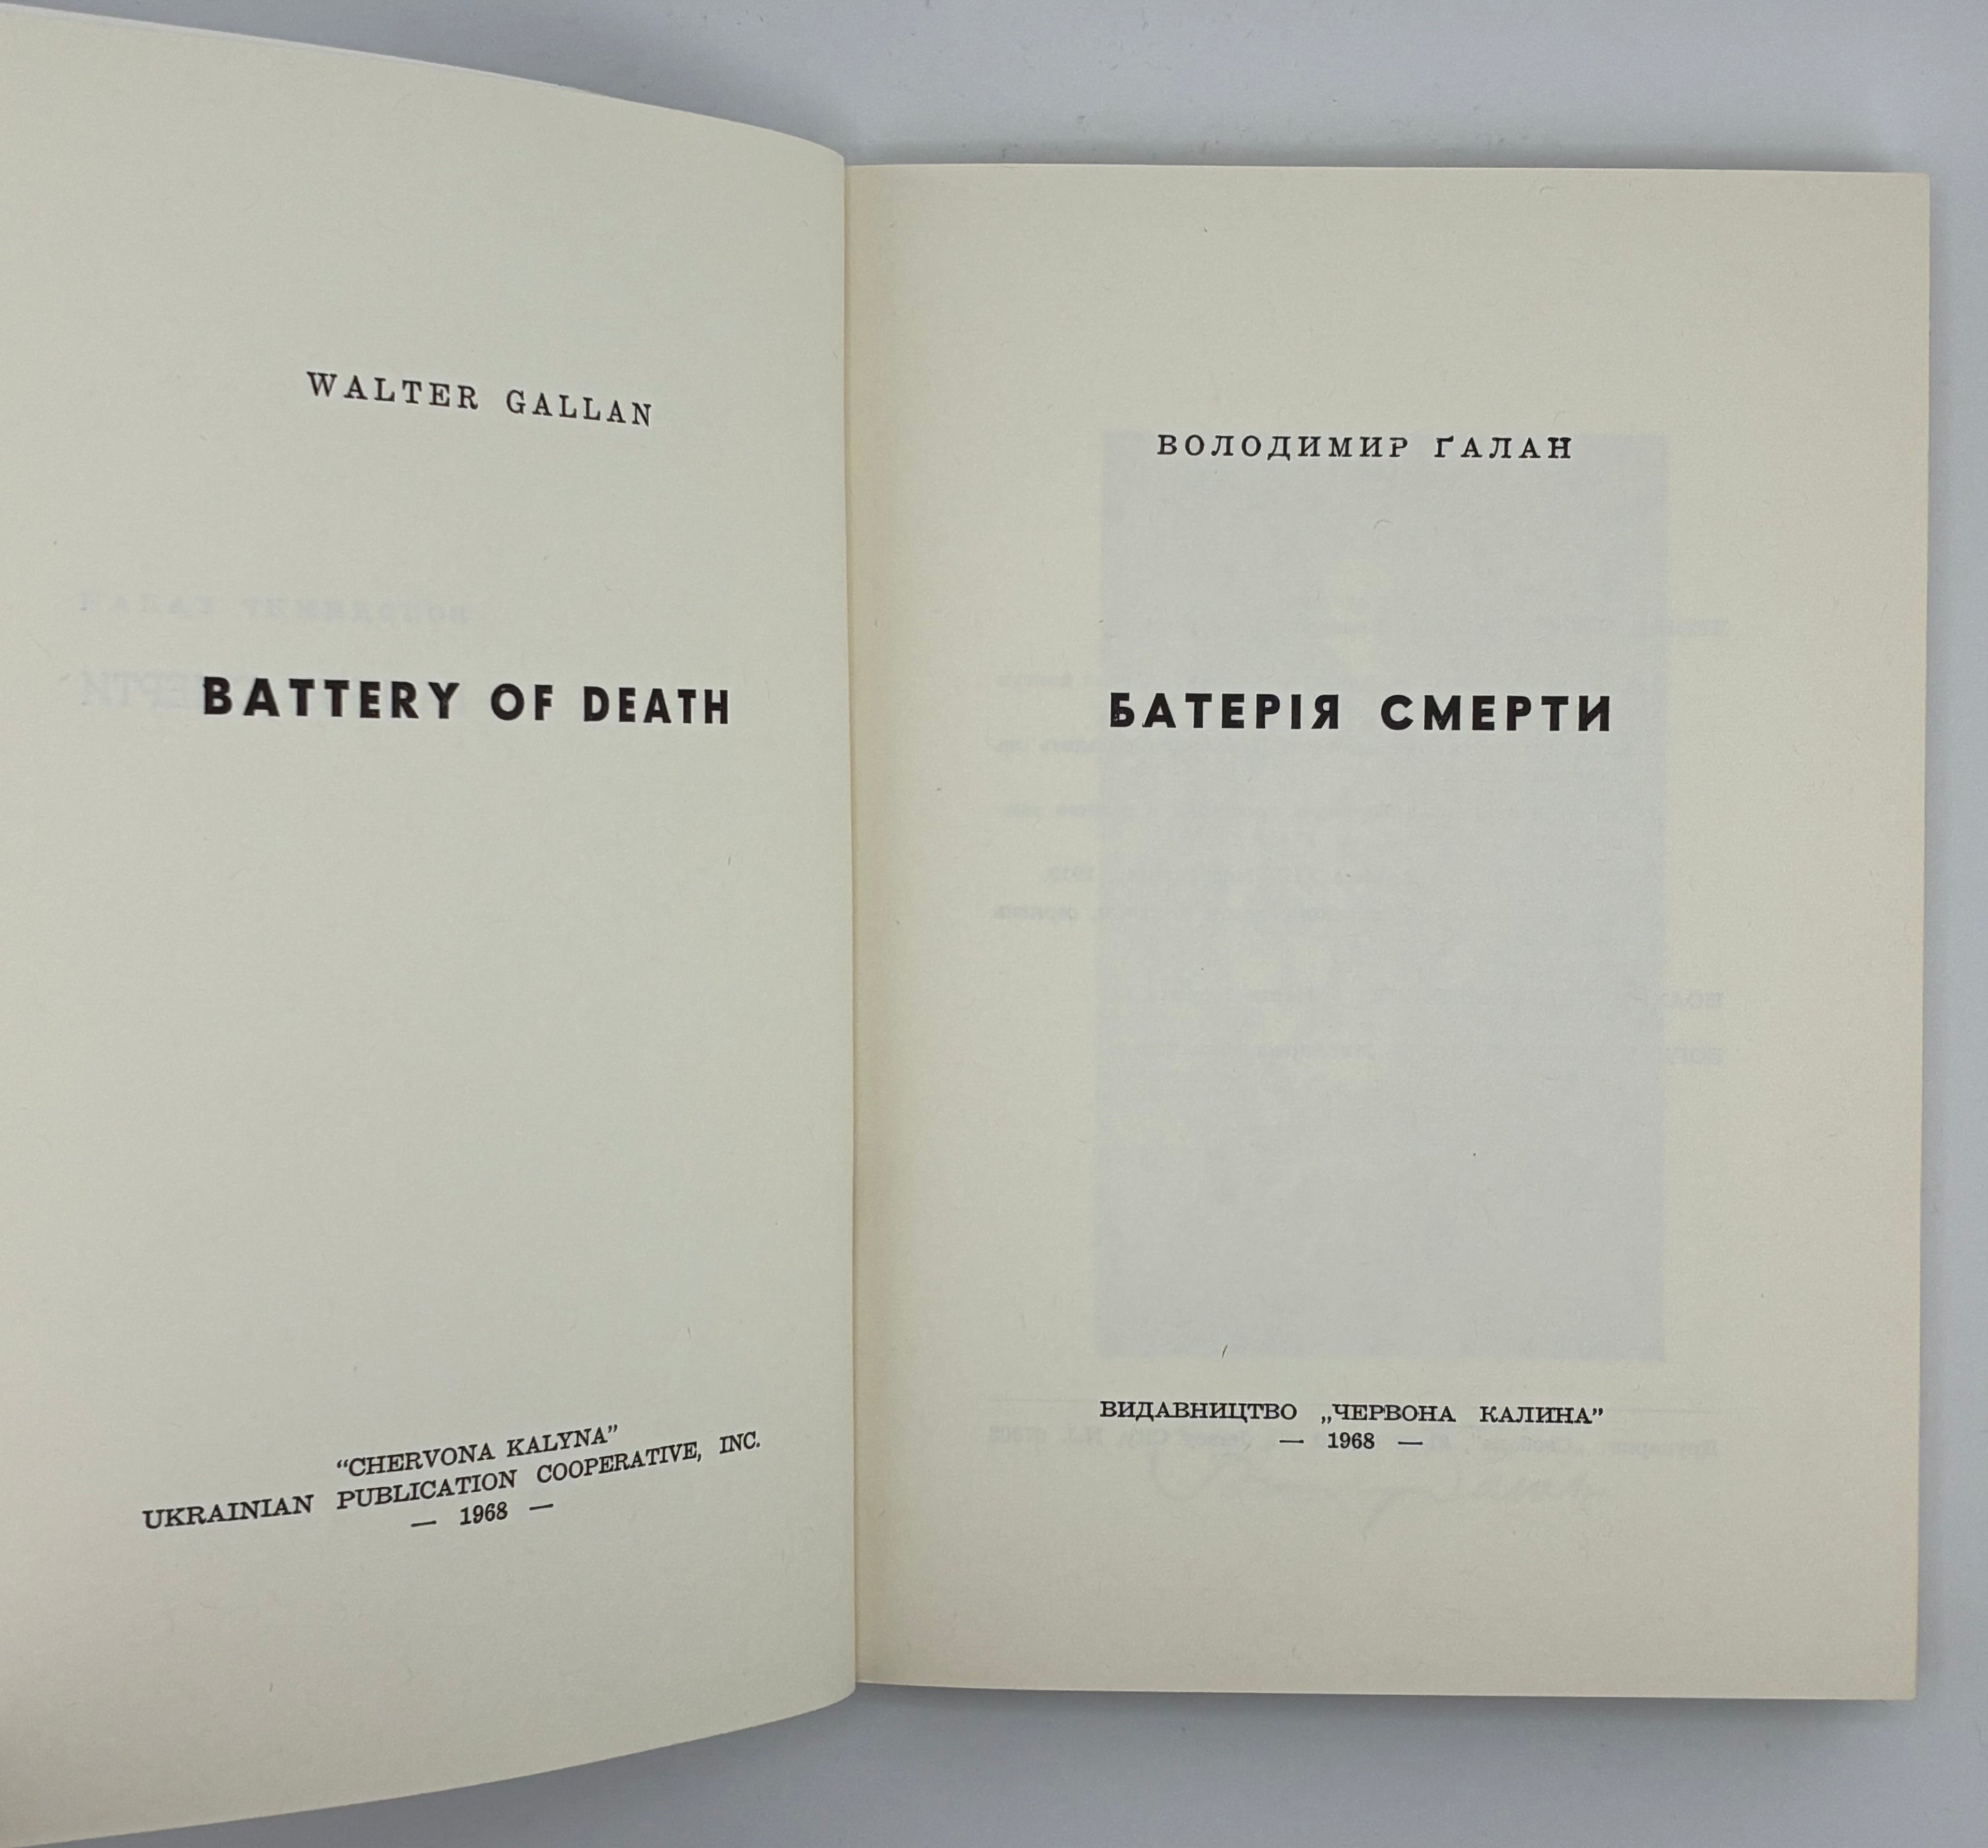 WALTER GALLAN
BATTERY OF DEATH
“CHERVONA KALYNA”
UKRAINIAN PUBLICATION COOPERATIVE, INC.
— 1968 —
ВОЛОДИМИР ҐАЛАН
БАТЕРІЯ СМЕРТИ
ВИДАВНИЦТВО „ЧЕРВОНА КАЛИНА”
— 1968 —